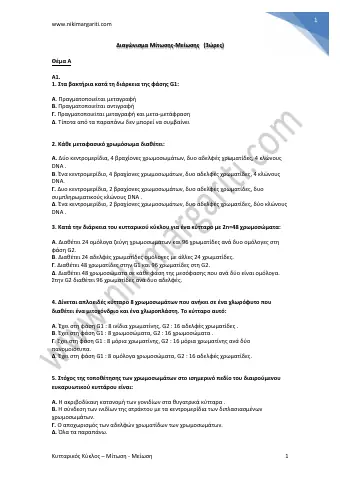 www.nikimargariti.com
1
Διαγώνισμα Μίτωσης-Μείωσης (3ώρες)
Θέμα Α
Α1.
1. Στα βακτήρια κατά τη διάρκεια της φάσης G1:
Α. Πραγματοποιείται μεταγραφή
Β. Πραγματοποιείται αντιγραφή
Γ. Πραγματοποιείται μεταγραφή και μετα-μετάφραση
Δ. Τίποτα από τα παραπάνω δεν μπορεί να συμβαίνει
2. Κάθε μεταφασικό χρωμόσωμα διαθέτει:
Α. Δύο κεντρομερίδια, 4 βραχίονες χρωμοσωμάτων, δυο αδελφές χρωματίδες, 4 κλώνους
DNA .
Β. Ένα κεντρομερίδιο, 4 βραχίονες χρωμοσωμάτων, δυο αδελφές χρωματίδες, 4 κλώνους
DNA.
Γ. Δυο κεντρομερίδια, 2 βραχίονες χρωμοσωμάτων, δυο αδελφές χρωματίδες, δυο
συμπληρωματικούς κλώνους DNA .
Δ. Ένα κεντρομερίδιο, 2 βραχίονες χρωμοσωμάτων, δυο αδελφές χρωματίδες, δύο κλώνους
DNA .
3. Κατά την διάρκεια του κυτταρικού κύκλου για ένα κύτταρο με 2n=48 χρωμοσώματα:
Α. Διαθέτει 24 ομόλογα ζεύγη χρωμοσωμάτων και 96 χρωματίδες ανά δυο ομόλογες στη
φάση G2.
Β. Διαθέτει 24 αδελφές χρωματίδες ομόλογες με άλλες 24 χρωματίδες.
Γ. Διαθέτει 48 χρωματίδες στην G1 και 96 χρωματίδες στη G2.
Δ. Διαθέτει 48 χρωμοσώματα σε κάθε φάση της μεσόφασης που ανά δύο είναι ομόλογα.
Στην G2 διαθέτει 96 χρωματίδες ανά δυο αδελφές.
4. Δίνεται απλοειδές κύτταρο 8 χρωμοσωμάτων που ανήκει σε ένα χλωρόφυτο που
διαθέτει ένα μιτοχόνδριο και ένα χλωροπλάστη. Το κύτταρο αυτό:
Α. Έχει στη φάση G1 : 8 ινίδια χρωματίνης, G2 : 16 αδελφές χρωματίδες .
Β. Έχει στη φάση G1 : 8 χρωμοσώματα, G2 : 16 χρωμοσώματα .
Γ. Έχει στη φάση G1 : 8 μόρια χρωματίνης, G2 : 16 μόρια χρωματίνης ανά δύο
πανομοιότυπα.
Δ. Έχει στη φάση G1 : 8 ομόλογα χρωμοσώματα, G2 : 16 αδελφές χρωματίδες.
5. Στόχος της τοποθέτησης των χρωμοσωμάτων στο ισημερινό πεδίο του διαιρούμενου
ευκαρυωτικού κυττάρου είναι:
Α. Η ακριβοδίκαιη κατανομή των γονιδίων στα θυγατρικά κύτταρα .
Β. Η σύνδεση των ινιδίων της ατράκτου με τα κεντρομερίδια των διπλασιασμένων
χρωμοσωμάτων.
Γ. Ο αποχωρισμός των αδελφών χρωματίδων των χρωμοσωμάτων.
Δ. Όλα τα παραπάνω.
Κυτταρικός Κύκλος – Μίτωση - Μείωση 1
www.nikimargariti.com